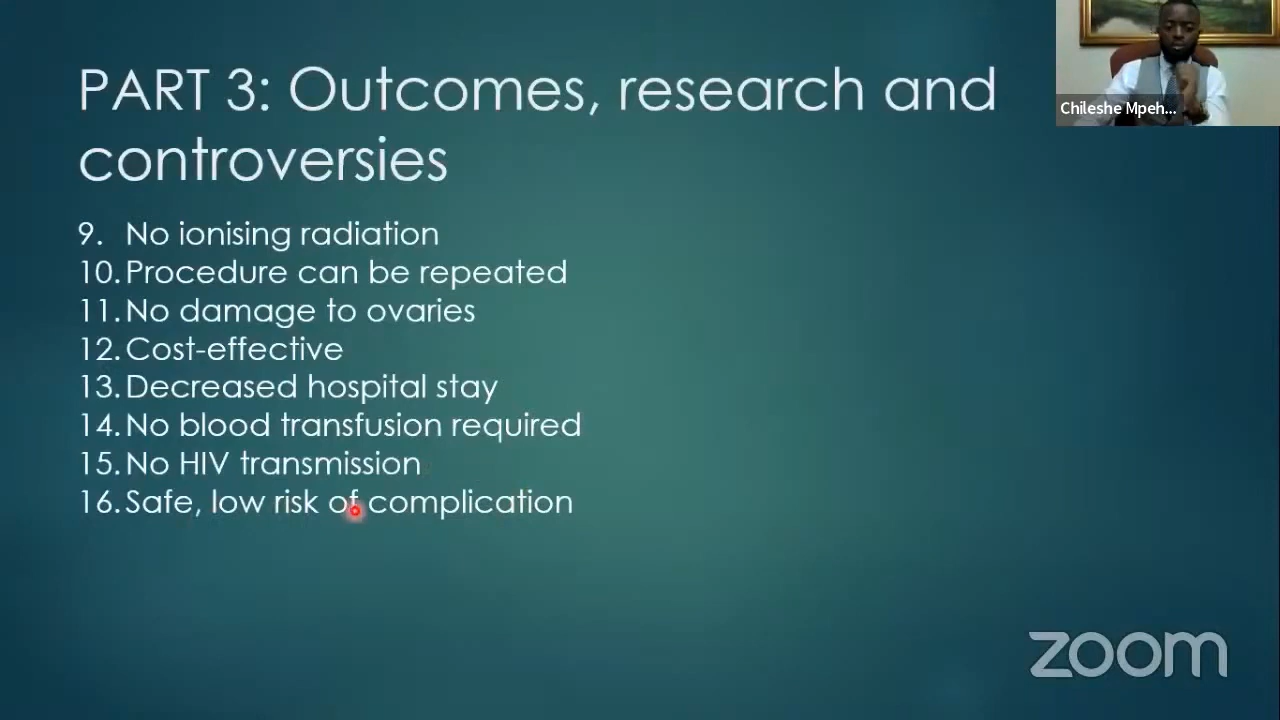 PART 3: Outcomes, research and
controversies
Chileshe Mpeh...
9. No ionising radiation
10. Procedure can be repeated
11. No damage to ovaries
12. Cost-effective
13. Decreased hospital stay
14. No blood transfusion required
15. No HIV transmission
16. Safe, low risk of complication
zoom